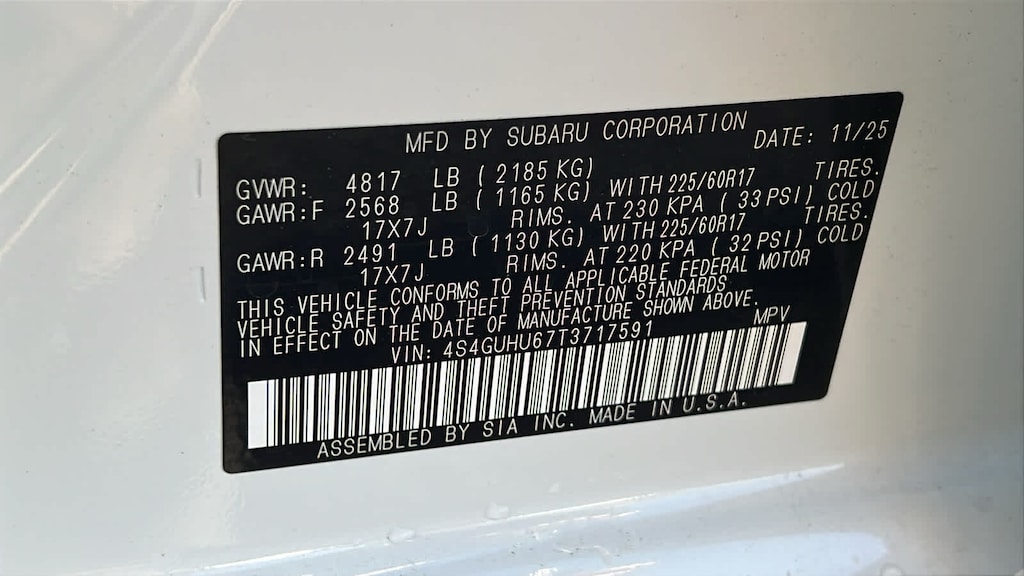 MFD BY SUBARU CORPORATION DATE: 11/25
GVWR: 4817 LB ( 2185 KG)
GAWR:F 2568 LB ( 1165 KG) WITH 225/60R17 TIRES.
17X7J RIMS. AT 230 KPA ( 33 PSI) COLD
GAWR:R 2491 LB ( 1130 KG) WITH 225/60R17 TIRES.
17X7J RIMS. AT 220 KPA ( 32 PSI) COLD
THIS VEHICLE CONFORMS TO ALL APPLICABLE FEDERAL MOTOR
VEHICLE SAFETY AND THEFT PREVENTION STANDARDS
IN EFFECT ON THE DATE OF MANUFACTURE SHOWN ABOVE.
VIN: 4S4GUHU67T3717591 MPV
ASSEMBLED BY SIA INC. MADE IN U.S.A.